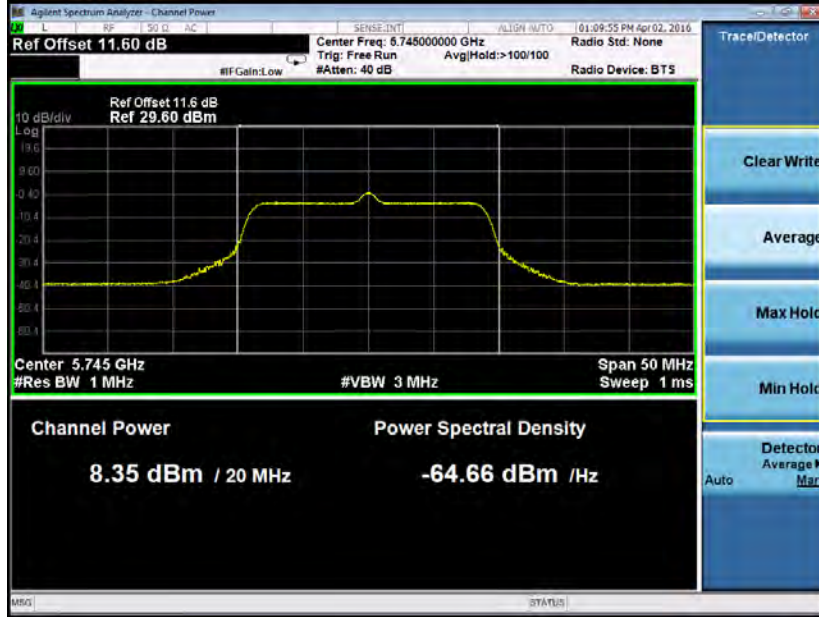 Agilent Spectrum Analyzer - Channel Power
L RF 50 Ω AC SENSE:INT ALIGN AUTO 01:09:55 PM Apr 02, 2016
Ref Offset 11.60 dB
Center Freq: 5.745000000 GHz
Radio Std: None
Trig: Free Run Avg|Hold:>100/100
#IFGain:Low
#Atten: 40 dB
Radio Device: BTS
Trace/Detector
Ref Offset 11.6 dB
10 dB/div Ref 29.60 dBm
Log
19.6
9.60
-0.40
-10.4
-20.4
-30.4
-40.4
-50.4
-60.4
Center 5.745 GHz
Span 50 MHz
#Res BW 1 MHz
#VBW 3 MHz
Sweep 1 ms
Channel Power
Power Spectral Density
8.35 dBm / 20 MHz
-64.66 dBm /Hz
Clear Write
Average
Max Hold
Min Hold
Detector
Average
Auto Man
MSG
STATUS